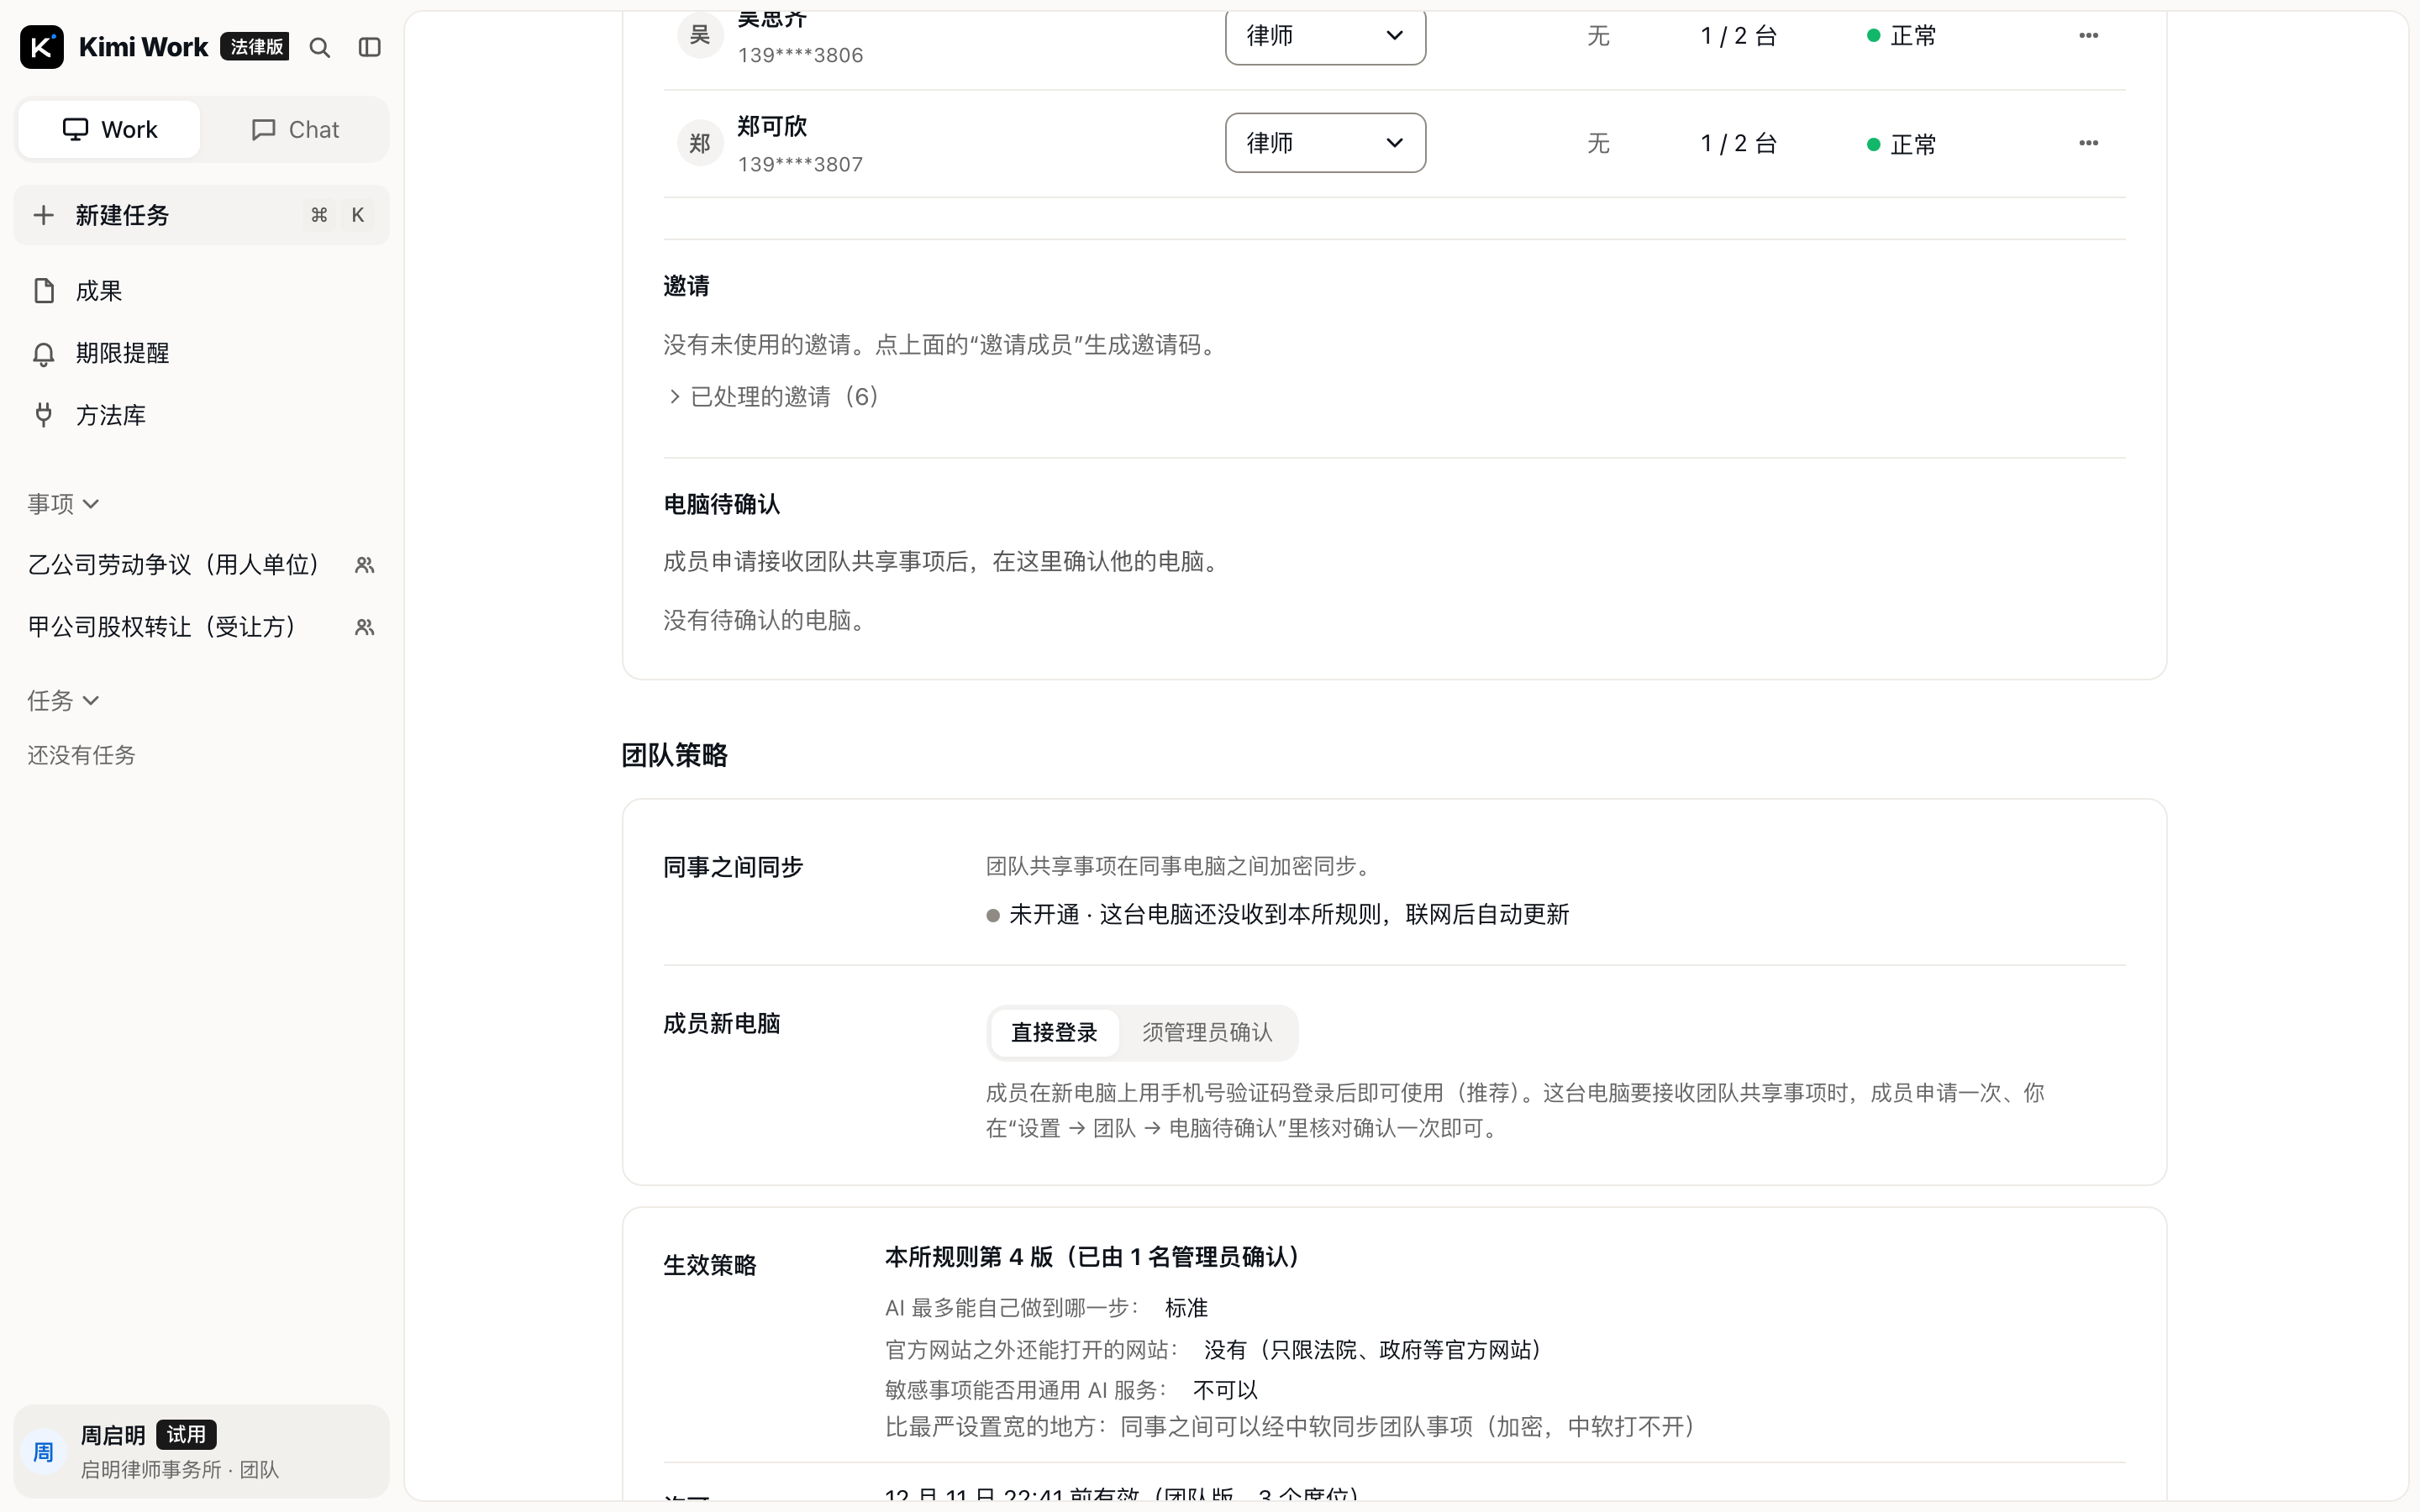 Kimi Work 法律版
Work
Chat
新建任务 ⌘ K
成果
期限提醒
方法库
事项
乙公司劳动争议（用人单位）
甲公司股权转让（受让方）
任务
还没有任务
周启明 试用
启明律师事务所 · 团队
吴 吴思齐 律师 无 1 / 2 台 正常
139****3806
郑 郑可欣 律师 无 1 / 2 台 正常
139****3807
邀请
没有未使用的邀请。点上面的“邀请成员”生成邀请码。
已处理的邀请（6）
电脑待确认
成员申请接收团队共享事项后，在这里确认他的电脑。
没有待确认的电脑。
团队策略
同事之间同步
团队共享事项在同事电脑之间加密同步。
未开通 · 这台电脑还没收到本所规则，联网后自动更新
成员新电脑
直接登录 须管理员确认
成员在新电脑上用手机号验证码登录后即可使用（推荐）。这台电脑要接收团队共享事项时，成员申请一次、你
在“设置 → 团队 → 电脑待确认”里核对确认一次即可。
生效策略
本所规则第 4 版（已由 1 名管理员确认）
AI 最多能自己做到哪一步： 标准
官方网站之外还能打开的网站： 没有（只限法院、政府等官方网站）
敏感事项能否用通用 AI 服务： 不可以
比最严设置宽的地方：同事之间可以经中软同步团队事项（加密，中软打不开）
12 月 11 日 22:41 前有效（团队版，3 个席位）
周